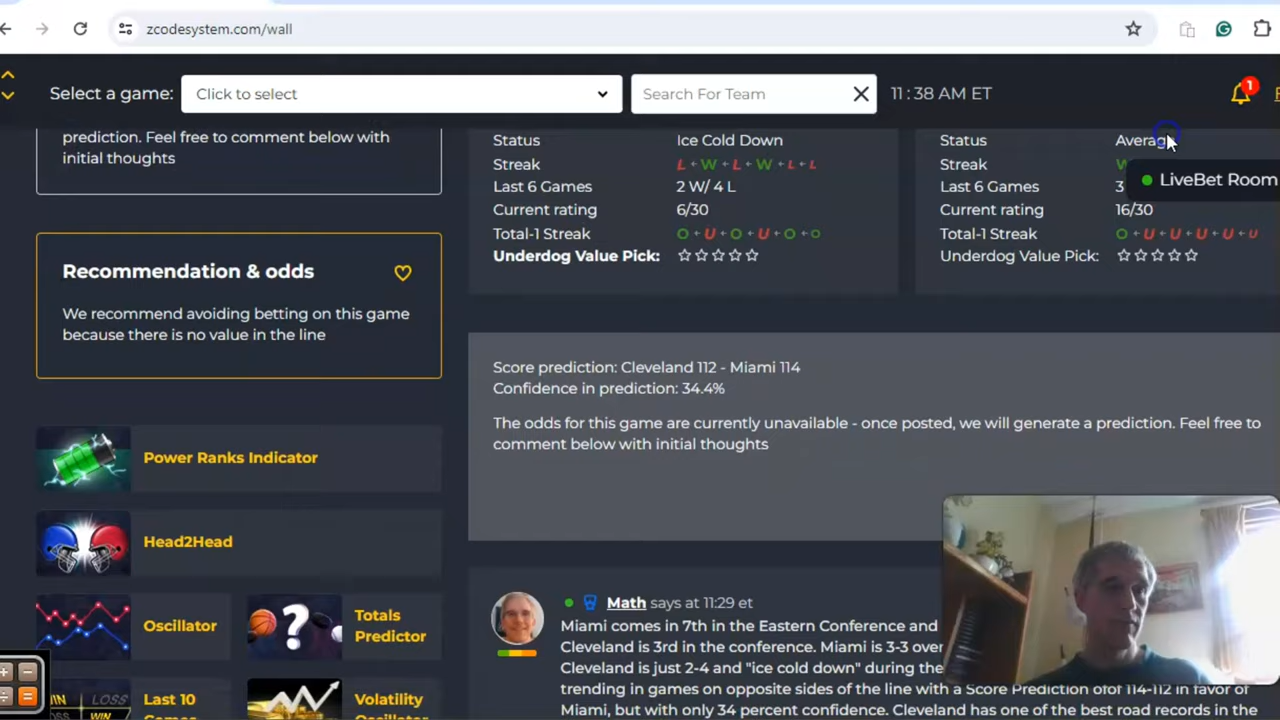 zcodesystem.com/wall
Select a game:
Click to select
Search For Team
11:38 AM ET
1
prediction. Feel free to comment below with
initial thoughts
Recommendation & odds
We recommend avoiding betting on this game
because there is no value in the line
Power Ranks Indicator
Head2Head
Oscillator
Totals
Predictor
WIN LOSS
WIN
Last 10
Games
Volatility
Oscillator
Status Ice Cold Down
Streak L W L W L L
Last 6 Games 2 W/ 4 L
Current rating 6/30
Total-1 Streak O U O U O O
Underdog Value Pick:
Status Average
Streak W
Last 6 Games 3
Current rating 16/30
Total-1 Streak O U U U U U
Underdog Value Pick:
LiveBet Room
Score prediction: Cleveland 112 - Miami 114
Confidence in prediction: 34.4%
The odds for this game are currently unavailable - once posted, we will generate a prediction. Feel free to
comment below with initial thoughts
Math says at 11:29 et
Miami comes in 7th in the Eastern Conference and
Cleveland is 3rd in the conference. Miami is 3-3 over
Cleveland is just 2-4 and "ice cold down" during the
trending in games on opposite sides of the line with a Score Prediction ofof 114-112 in favor of
Miami, but with only 34 percent confidence. Cleveland has one of the best road records in the